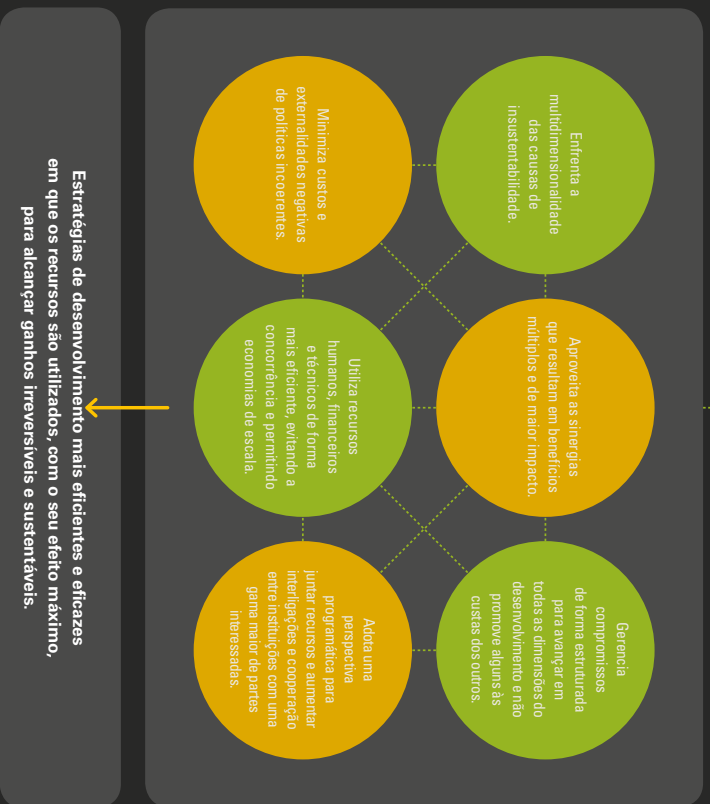 Enfrenta a
multidimensionalidade
das causas de
insustentabilidade.
Aproveita as sinergias
que resultam em benefícios
múltiplos e de maior impacto.
Gerencia
compromissos
de forma estruturada
para avançar em
todas as dimensões do
desenvolvimento e não
promove alguns às
custas dos outros.
Minimiza custos e
externalidades negativas
de políticas incoerentes.
Utiliza recursos
humanos, financeiros
e técnicos de forma
mais eficiente, evitando a
concorrência e permitindo
economias de escala.
Adota uma
perspectiva
programática para
juntar recursos e aumentar
interligações e cooperação
entre instituições com uma
gama maior de partes
interessadas.
Estratégias de desenvolvimento mais eficientes e eficazes
em que os recursos são utilizados, com o seu efeito máximo,
para alcançar ganhos irreversíveis e sustentáveis.